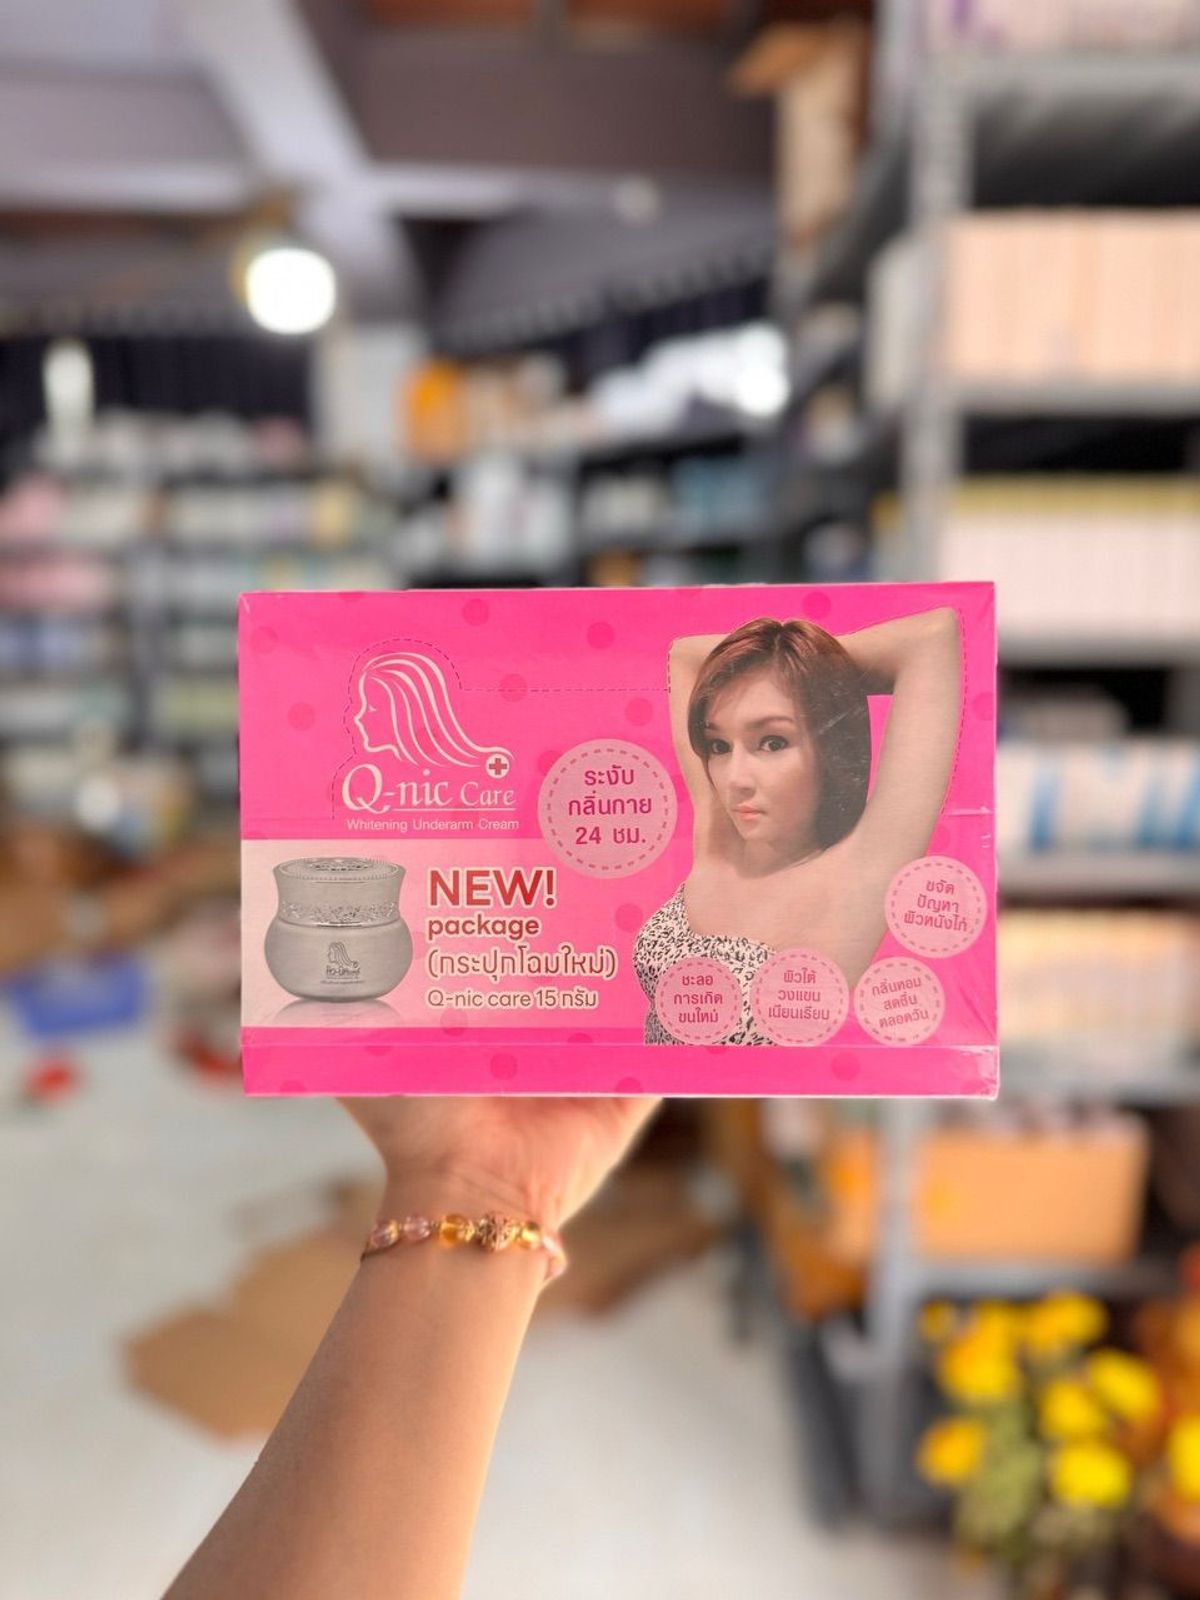 Q-nic Care
Whitening Underarm Cream
ระงับ
กลิ่นกาย
24 ชม.
NEW!
package
(กระปุกโฉมใหม่)
Q-nic care 15 กรัม
ขจัด
ปัญหา
ผิวหนังไก่
ชะลอ
การเกิด
ขนใหม่
ผิวใต้
วงแขน
เนียนเรียบ
กลิ่นหอม
สดชื่น
ตลอดวัน